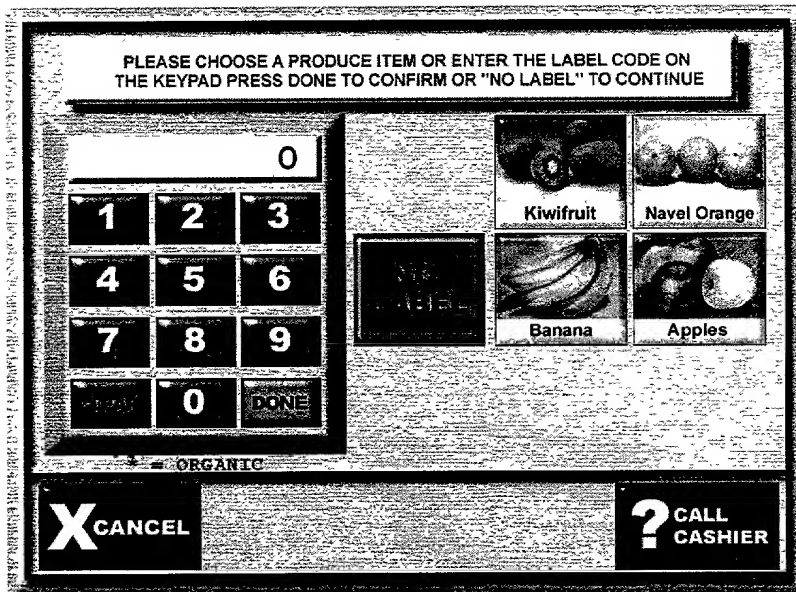 PLEASE CHOOSE A PRODUCE ITEM OR ENTER THE LABEL CODE ON
THE KEYPAD PRESS DONE TO CONFIRM OR "NO LABEL" TO CONTINUE
0
1 2 3
4 5 6
7 8 9
0 DONE
NO
LABEL
Kiwifruit
Navel Orange
Banana
Apples
* = ORGANIC
X CANCEL
? CALL
CASHIER